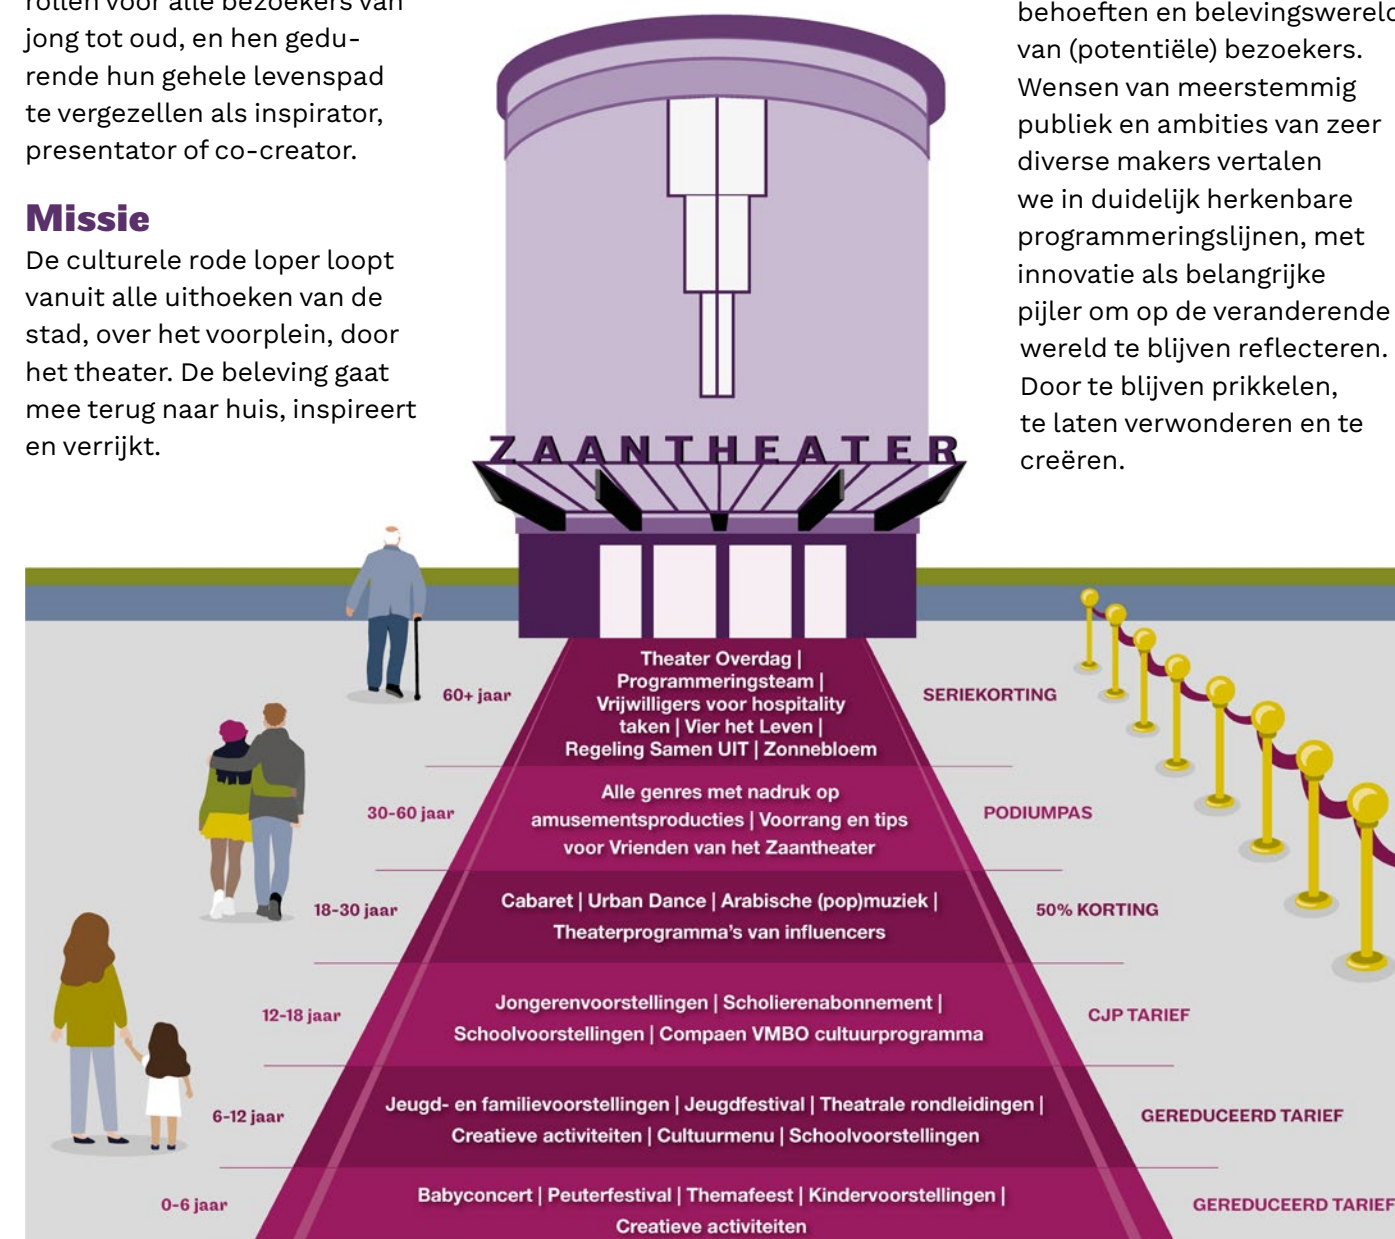 rollen voor alle bezoekers van
jong tot oud, en hen gedu-
rende hun gehele levenspad
te vergezellen als inspirator,
presentator of co-creator.
Missie
De culturele rode loper loopt
vanuit alle uithoeken van de
stad, over het voorplein, door
het theater. De beleving gaat
mee terug naar huis, inspireert
en verrijkt.
behoeften en belevingswereld
van (potentiële) bezoekers.
Wensen van meerstemmig
publiek en ambities van zeer
diverse makers vertalen
we in duidelijk herkenbare
programmeringslijnen, met
innovatie als belangrijke
pijler om op de veranderende
wereld te blijven reflecteren.
Door te blijven prikkelen,
te laten verwonderen en te
creëren.
ZAANTHEATER
60+ jaar
Theater Overdag |
Programmeringsteam |
Vrijwilligers voor hospitality
taken | Vier het Leven |
Regeling Samen UIT | Zonnebloem
SERIEKORTING
30-60 jaar
Alle genres met nadruk op
amusementsproducties | Voorrang en tips
voor Vrienden van het Zaantheater
PODIUMPAS
18-30 jaar
Cabaret | Urban Dance | Arabische (pop)muziek |
Theaterprogramma's van influencers
50% KORTING
12-18 jaar
Jongerenvoorstellingen | Scholierenabonnement |
Schoolvoorstellingen | Compaen VMBO cultuurprogramma
CJP TARIEF
6-12 jaar
Jeugd- en familievoorstellingen | Jeugdfestival | Theatrale rondleidingen |
Creatieve activiteiten | Cultuurmenu | Schoolvoorstellingen
GEREDUCEERD TARIEF
0-6 jaar
Babyconcert | Peuterfestival | Themafeest | Kindervoorstellingen |
Creatieve activiteiten
GEREDUCEERD TARIEF